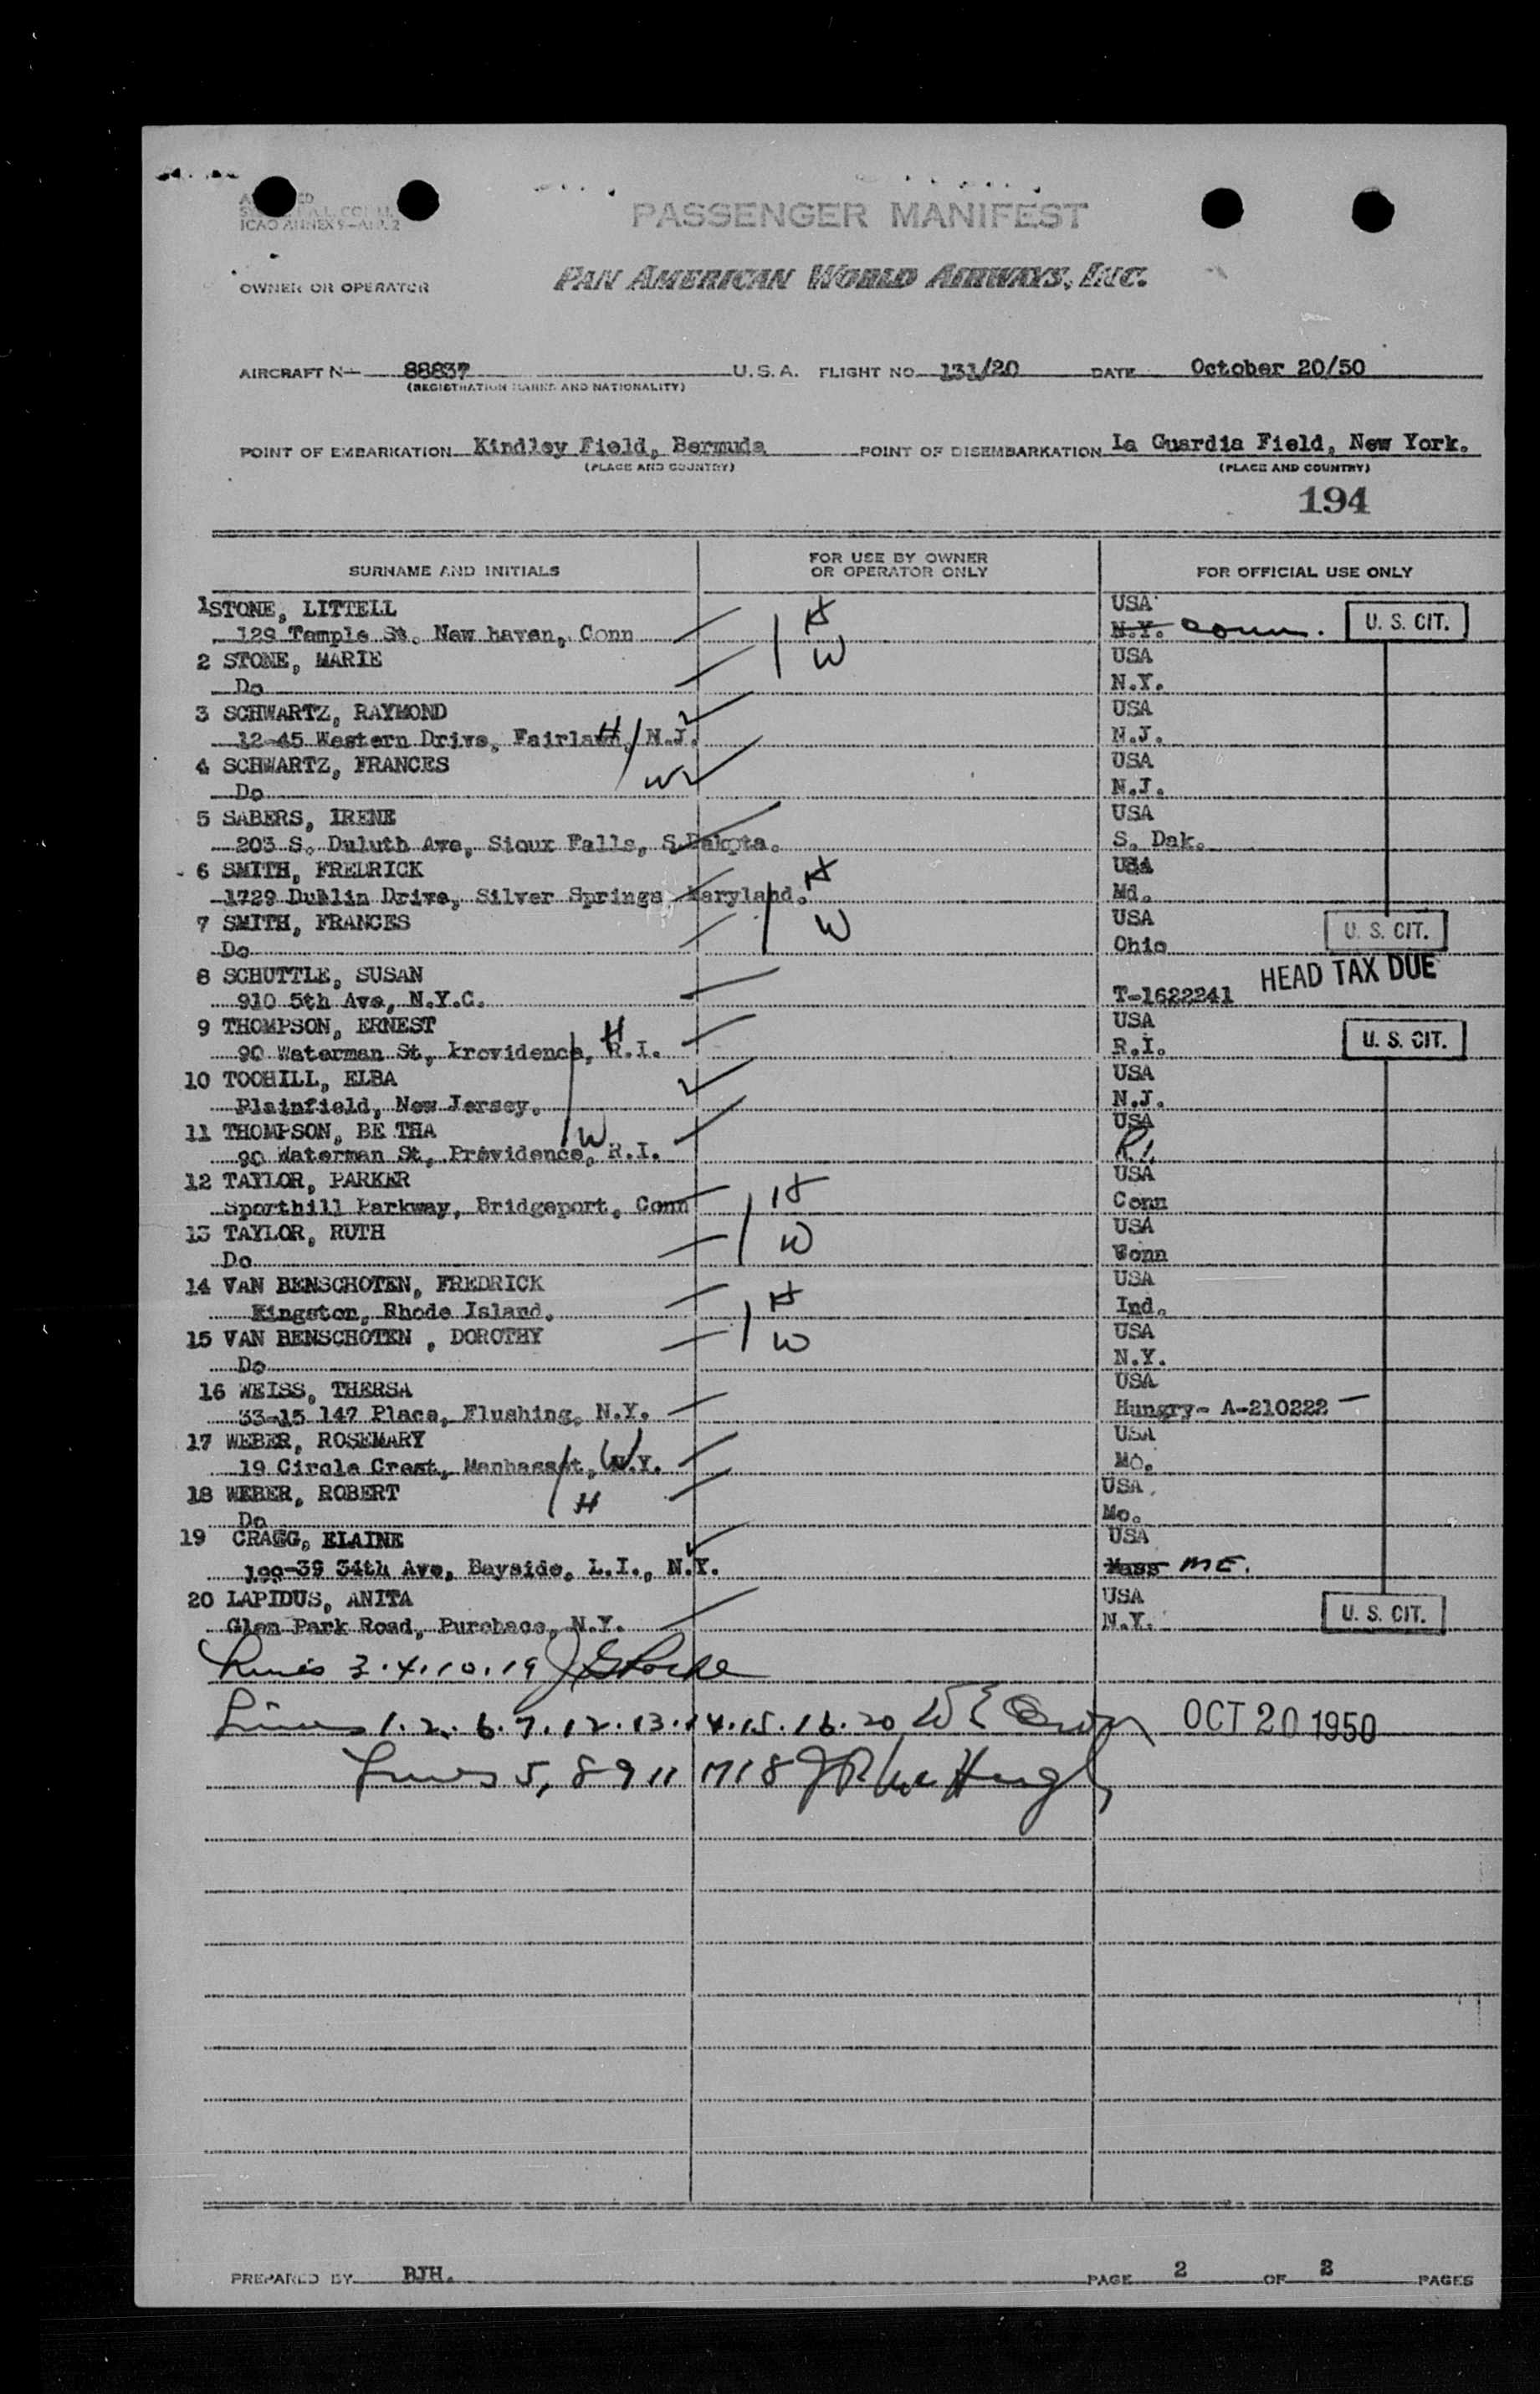 ICAO ANNEX 9-APP. 2
PASSENGER MANIFEST
OWNER OR OPERATOR PAN AMERICAN WORLD AIRWAYS, INC.
AIRCRAFT N- 88837 U.S.A. FLIGHT NO. 131/20 DATE October 20/50
(REGISTRATION MARKS AND NATIONALITY)
POINT OF EMBARKATION Kindley Field, Bermuda POINT OF DISEMBARKATION La Guardia Field, New York.
(PLACE AND COUNTRY) (PLACE AND COUNTRY)
194
SURNAME AND INITIALS FOR USE BY OWNER OR OPERATOR ONLY FOR OFFICIAL USE ONLY
1 STONE, LITTELL H USA
129 Temple St. New haven, Conn N.Y. Conn. U. S. CIT.
2 STONE, MARIE W USA
Do N.Y.
3 SCHWARTZ, RAYMOND USA
12-45 Western Drive, Fairlawn, N.J. H N.J.
4 SCHWARTZ, FRANCES W USA
Do N.J.
5 SABERS, IRENE USA
203 S. Duluth Ave, Sioux Falls, S.Dakota. S. Dak.
6 SMITH, FREDRICK H USA
1729 Dublin Drive, Silver Springs Maryland. Md.
7 SMITH, FRANCES W USA
Do Ohio U. S. CIT.
8 SCHUTTLE, SUSAN HEAD TAX DUE
910 5th Ave, N.Y.C. T-1622241
9 THOMPSON, ERNEST H USA
90 Waterman St, Providence, R.I. R.I. U. S. CIT.
10 TOOHILL, ELBA USA
Plainfield, New Jersey. N.J.
11 THOMPSON, BE THA W USA
90 Waterman St, Providence, R.I. R.I.
12 TAYLOR, PARKER H USA
Sporthill Parkway, Bridgeport, Conn Conn
13 TAYLOR, RUTH W USA
Do Vonn
14 VAN BENSCHOTEN, FREDRICK H USA
Kingston, Rhode Island. Ind.
15 VAN BENSCHOTEN , DOROTHY W USA
Do N.Y.
16 WEISS, THERSA USA
33-15 147 Place, Flushing, N.Y. Hungry- A-210222
17 WEBER, ROSEMARY USA
19 Circle Crest, Manhasset, N.Y. W Mo.
18 WEBER, ROBERT H USA
Do Mo.
19 CRAGG, ELAINE USA
199-39 34th Ave, Bayside, L.I., N.Y. Mass ME.
20 LAPIDUS, ANITA USA
Glen Park Road, Purchace, N.Y. N.Y. U. S. CIT.
Lines 3.4.10.19
Lines 1.2.6.7.12.13.14.15.16.20 OCT 20 1950
Lines 5, 8 9 11 17 18
PREPARED BY BJH. PAGE 2 OF 2 PAGES